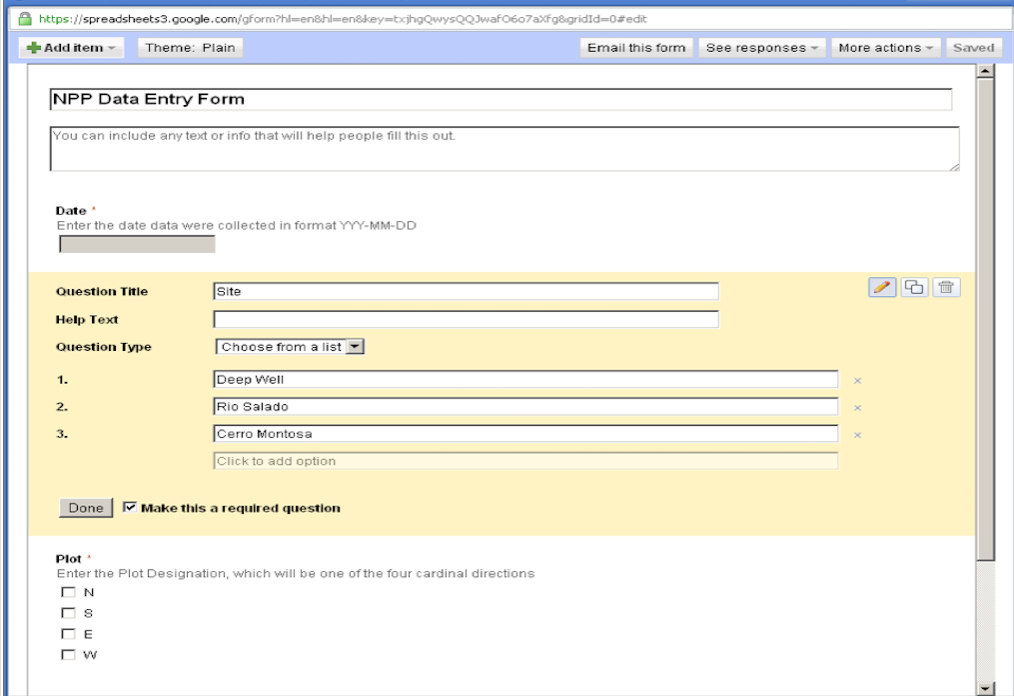 https://spreadsheets3.google.com/gform?hl=en&hl=en&key=txjhgQwysQQJwafO6o7aXfg&gridId=0#edit
Add item Theme: Plain Email this form See responses More actions Saved
NPP Data Entry Form
You can include any text or info that will help people fill this out.
Date *
Enter the date data were collected in format YYY-MM-DD
Question Title Site
Help Text
Question Type Choose from a list
1. Deep Well ×
2. Rio Salado ×
3. Cerro Montosa ×
Click to add option
Done Make this a required question
Plot *
Enter the Plot Designation, which will be one of the four cardinal directions
N
S
E
W